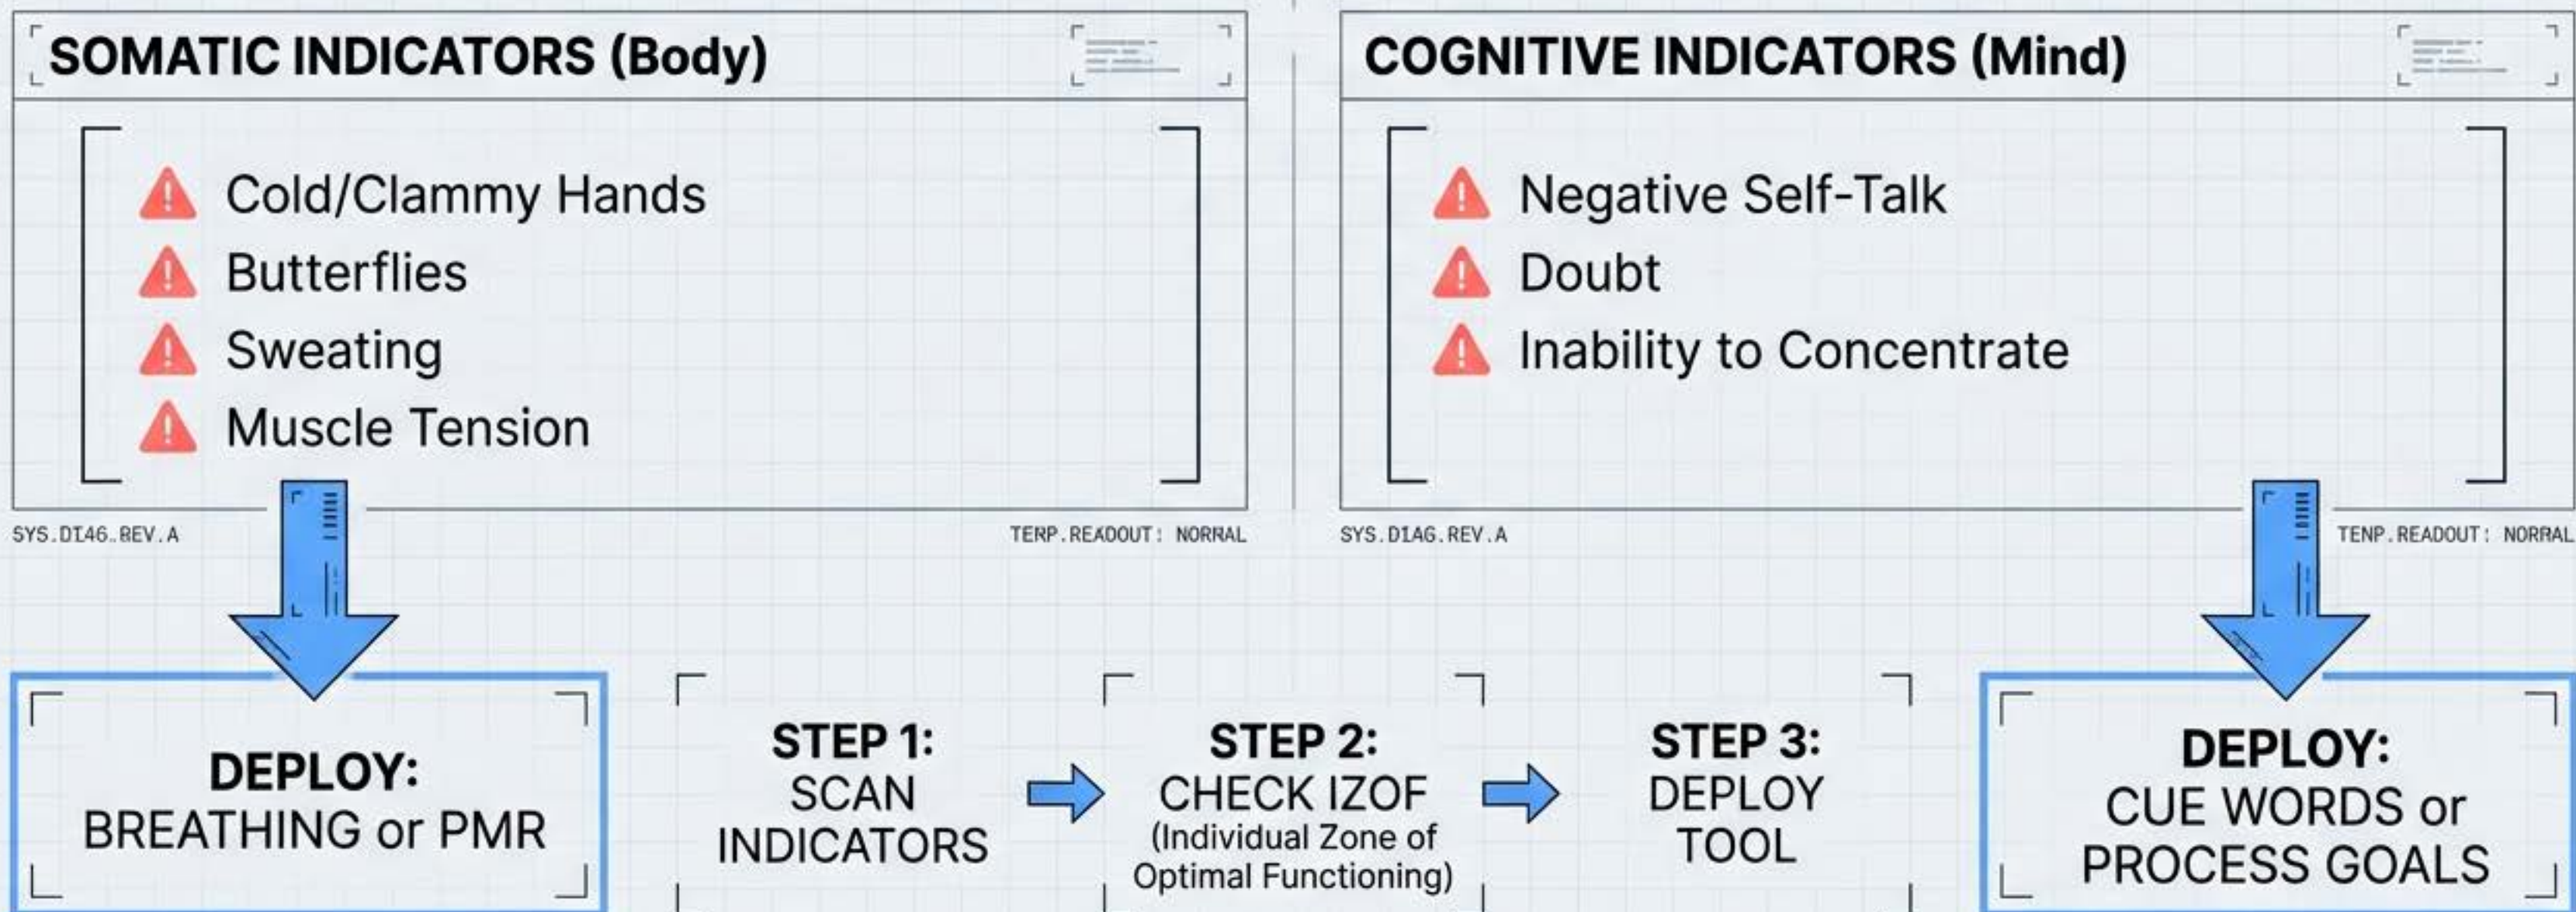 SOMATIC INDICATORS (Body)
Cold/Clammy Hands
Butterflies
Sweating
Muscle Tension
SYS.DI46.REV.A
TERP.READOUT: NORRAL
COGNITIVE INDICATORS (Mind)
Negative Self-Talk
Doubt
Inability to Concentrate
SYS.DIAG.REV.A
TENP.READOUT: NORRAL
DEPLOY:
BREATHING or PMR
STEP 1:
SCAN
INDICATORS
STEP 2:
CHECK IZOF
(Individual Zone of
Optimal Functioning)
STEP 3:
DEPLOY
TOOL
DEPLOY:
CUE WORDS or
PROCESS GOALS